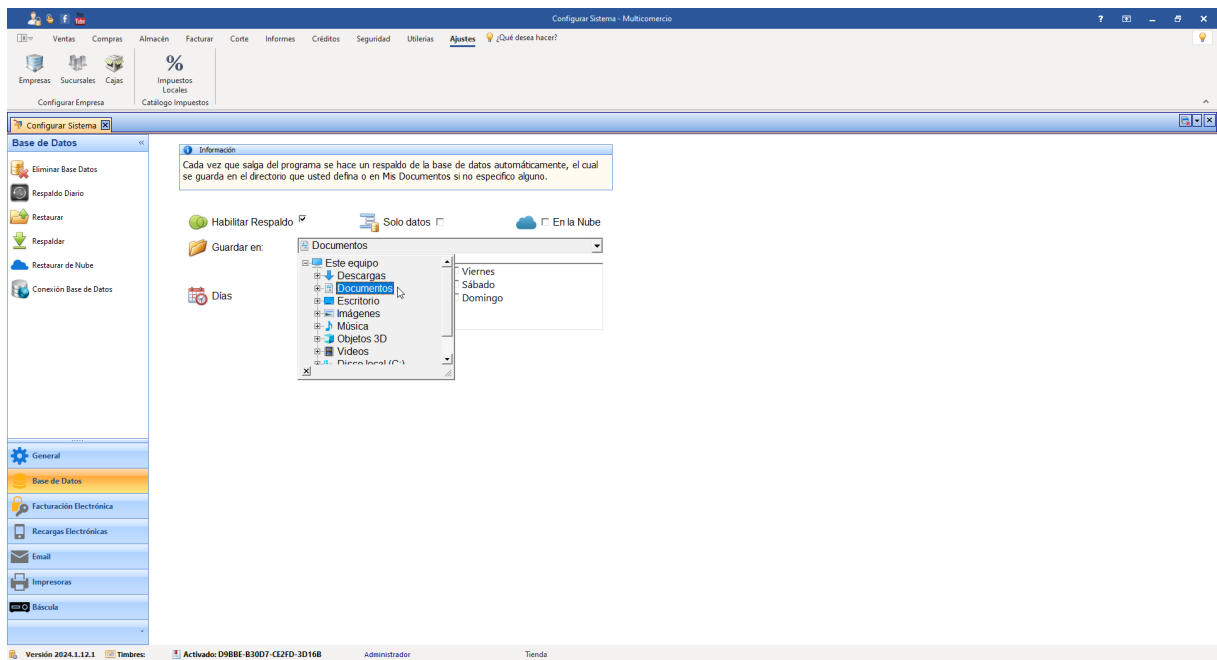 Configurar Sistema - Multicomercio
Ventas Compras Almacén Facturar Corte Informes Créditos Seguridad Utilerias Ajustes ¿Qué desea hacer?
Empresas Sucursales Cajas Impuestos Locales
Configurar Empresa Catálogo Impuestos
Configurar Sistema
Base de Datos
Eliminar Base Datos
Respaldo Diario
Restaurar
Respaldar
Restaurar de Nube
Conexión Base de Datos
Información
Cada vez que salga del programa se hace un respaldo de la base de datos automáticamente, el cual
se guarda en el directorio que usted defina o en Mis Documentos si no especifico alguno.
Habilitar Respaldo Solo datos En la Nube
Guardar en: Documentos
Este equipo
Descargas
Documentos
Escritorio
Imágenes
Música
Objetos 3D
Videos
Disco local (C:)
Días
Viernes
Sábado
Domingo
General
Base de Datos
Facturación Electrónica
Recargas Electrónicas
Email
Impresoras
Báscula
Versión 2024.1.12.1 Timbres: Activado: D9BBE-B30D7-CE2FD-3D16B Administrador Tienda